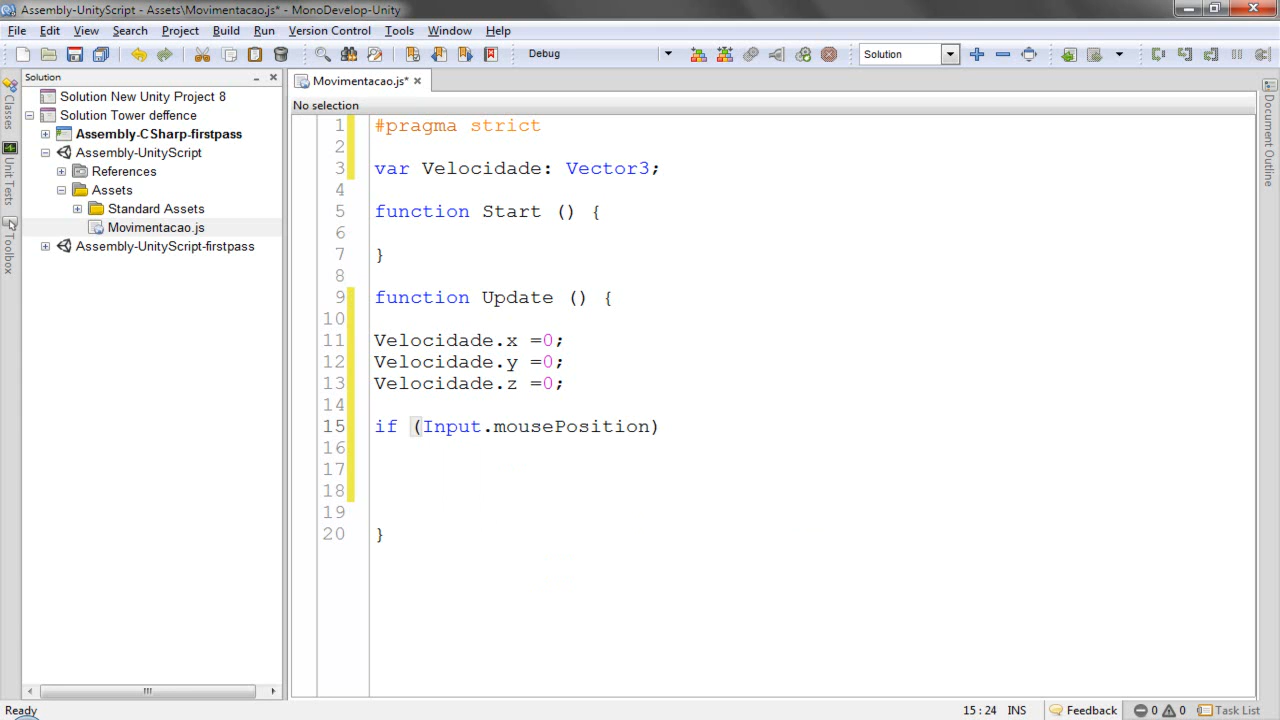 Assembly-UnityScript - Assets\Movimentacao.js* - MonoDevelop-Unity
File Edit View Search Project Build Run Version Control Tools Window Help
Debug
Solution
Solution
Movimentacao.js*
Classes
Unit Tests
Toolbox
Document Outline
Solution New Unity Project 8
Solution Tower deffence
Assembly-CSharp-firstpass
Assembly-UnityScript
References
Assets
Standard Assets
Movimentacao.js
Assembly-UnityScript-firstpass
No selection
1 #pragma strict
2
3 var Velocidade: Vector3;
4
5 function Start () {
6
7 }
8
9 function Update () {
10
11 Velocidade.x =0;
12 Velocidade.y =0;
13 Velocidade.z =0;
14
15 if (Input.mousePosition)
16
17
18
19
20 }
Ready
15 : 24 INS Feedback 0 0 Task List